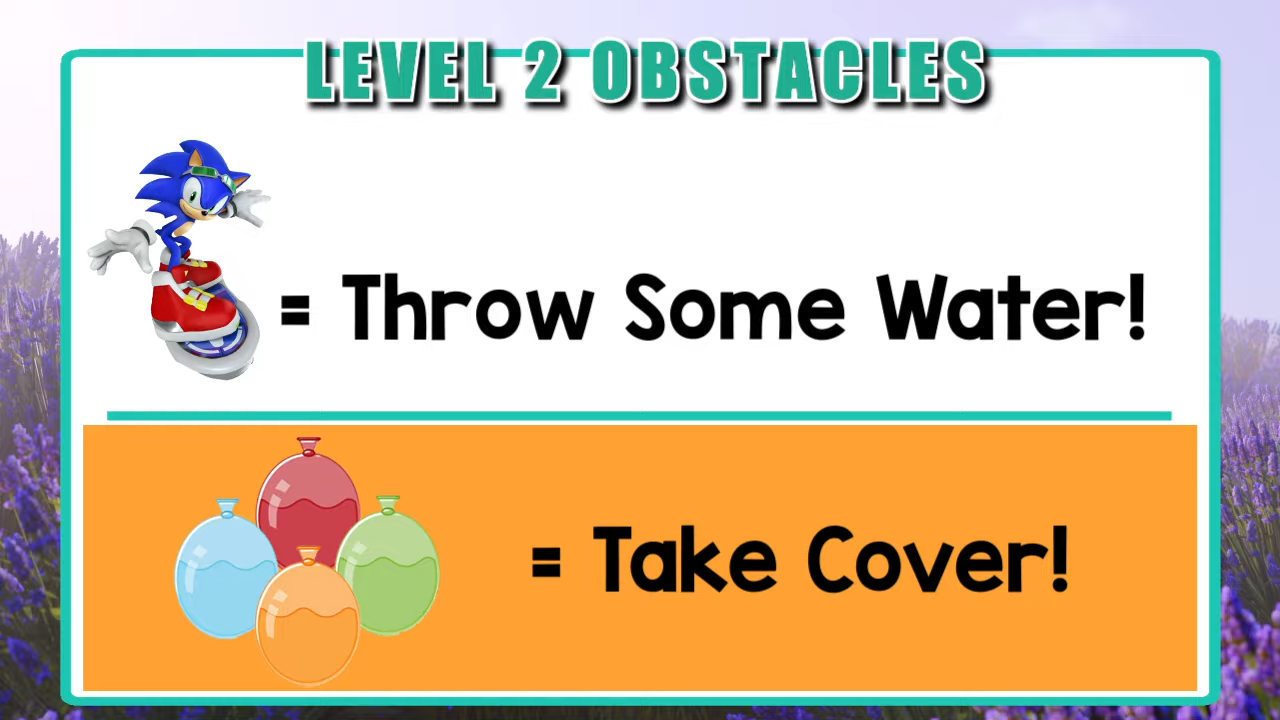 LEVEL 2 OBSTACLES
= Throw Some Water!
= Take Cover!